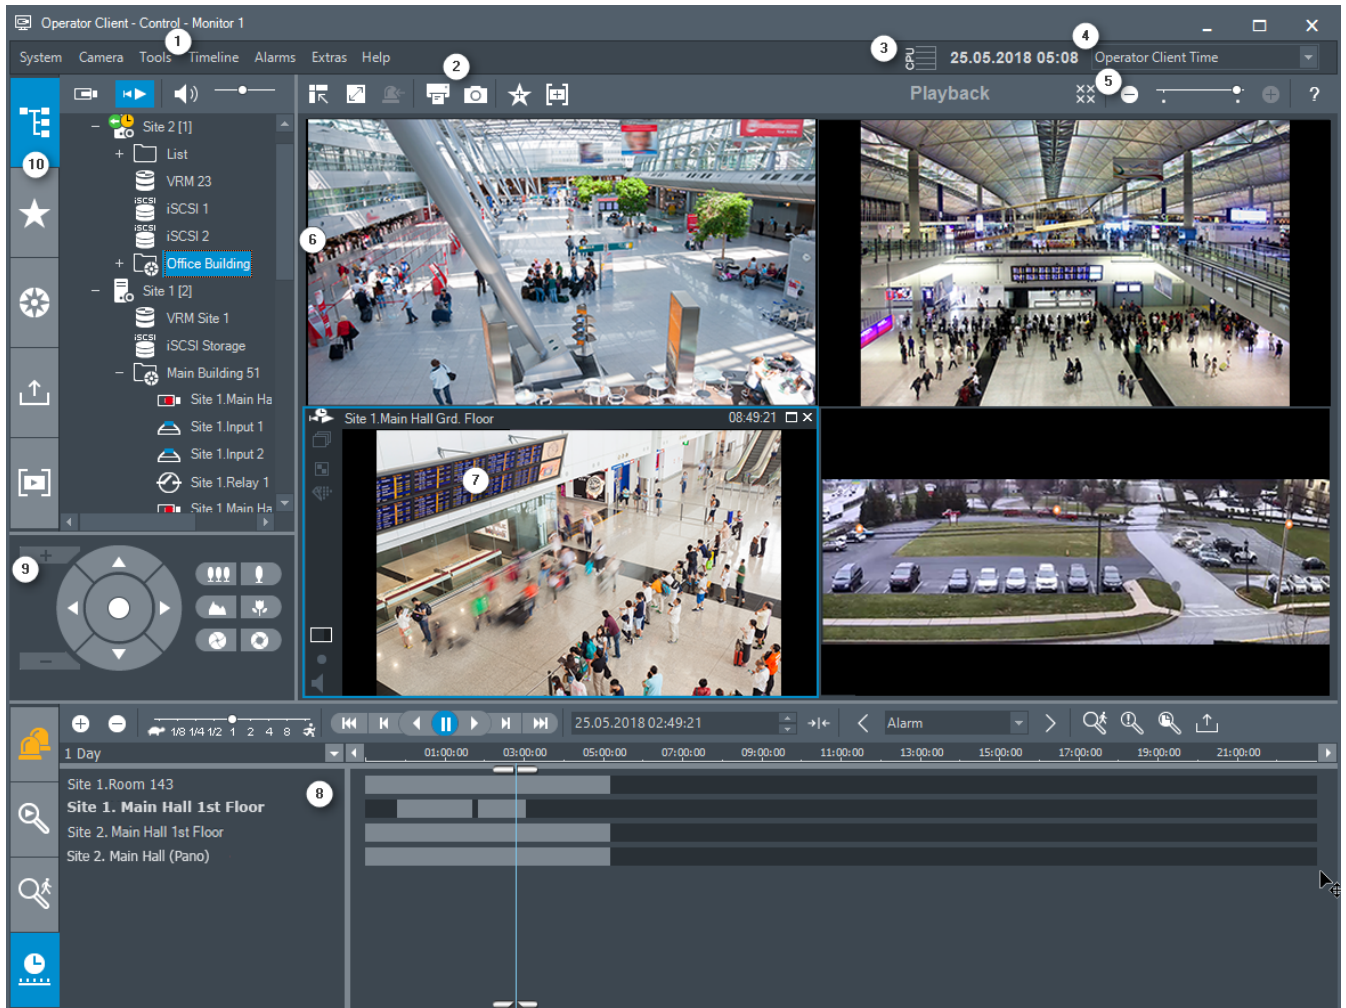 Operator Client - Control - Monitor 1
1
System Camera Tools Timeline Alarms Extras Help
2
3
CPU
25.05.2018 05:08
4
Operator Client Time
5
Playback
?
Site 2 [1]
10
List
VRM 23
iSCSI
iSCSI 1
iSCSI
iSCSI 2
Office Building
Site 1 [2]
VRM Site 1
iSCSI
iSCSI Storage
Main Building 51
Site 1.Main Ha
Site 1.Input 1
Site 1.Input 2
Site 1.Relay 1
Site 1 Main Ha
6
Site 1.Main Hall Grd. Floor 08:49:21
7
9
1/8 1/4 1/2 1 2 4 8
25.05.2018 02:49:21
Alarm
1 Day
01:00:00 03:00:00 05:00:00 07:00:00 09:00:00 11:00:00 13:00:00 15:00:00 17:00:00 19:00:00 21:00:00
Site 1.Room 143
8
Site 1. Main Hall 1st Floor
Site 2. Main Hall 1st Floor
Site 2. Main Hall (Pano)